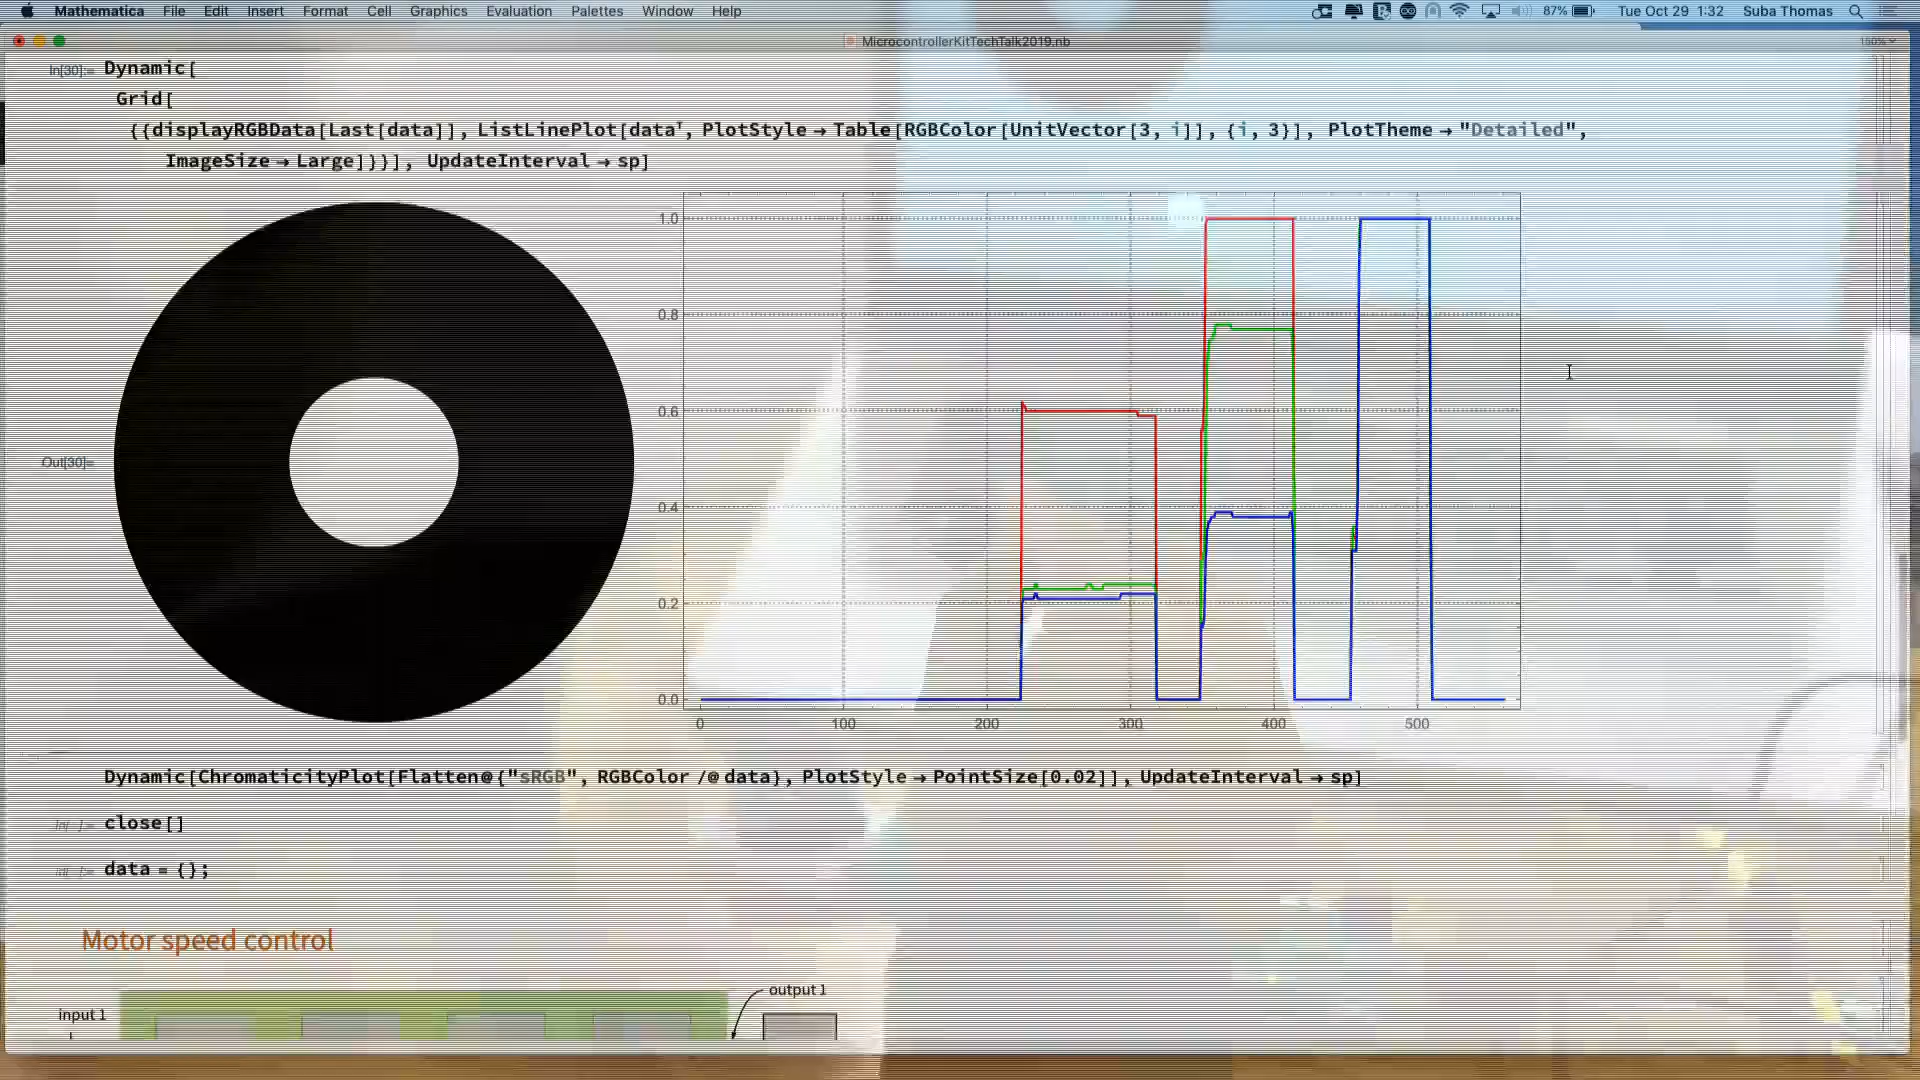 Mathematica File Edit Insert Format Cell Graphics Evaluation Palettes Window Help 87% Tue Oct 29 1:32 Suba Thomas
MicrocontrollerKitTechTalk2019.nb
In[30]:= Dynamic[
Grid[
{{displayRGBData[Last[data]], ListLinePlot[dataᵀ, PlotStyle → Table[RGBColor[UnitVector[3, i]], {i, 3}], PlotTheme → "Detailed",
ImageSize → Large]}}], UpdateInterval → sp]
1.0
0.8
0.6
0.4
0.2
0.0
0 100 200 300 400 500
Out[30]=
Dynamic[ChromaticityPlot[Flatten@{"sRGB", RGBColor /@ data}, PlotStyle → PointSize[0.02]], UpdateInterval → sp]
In[ ]:= close[]
In[ ]:= data = {};
Motor speed control
output 1
input 1